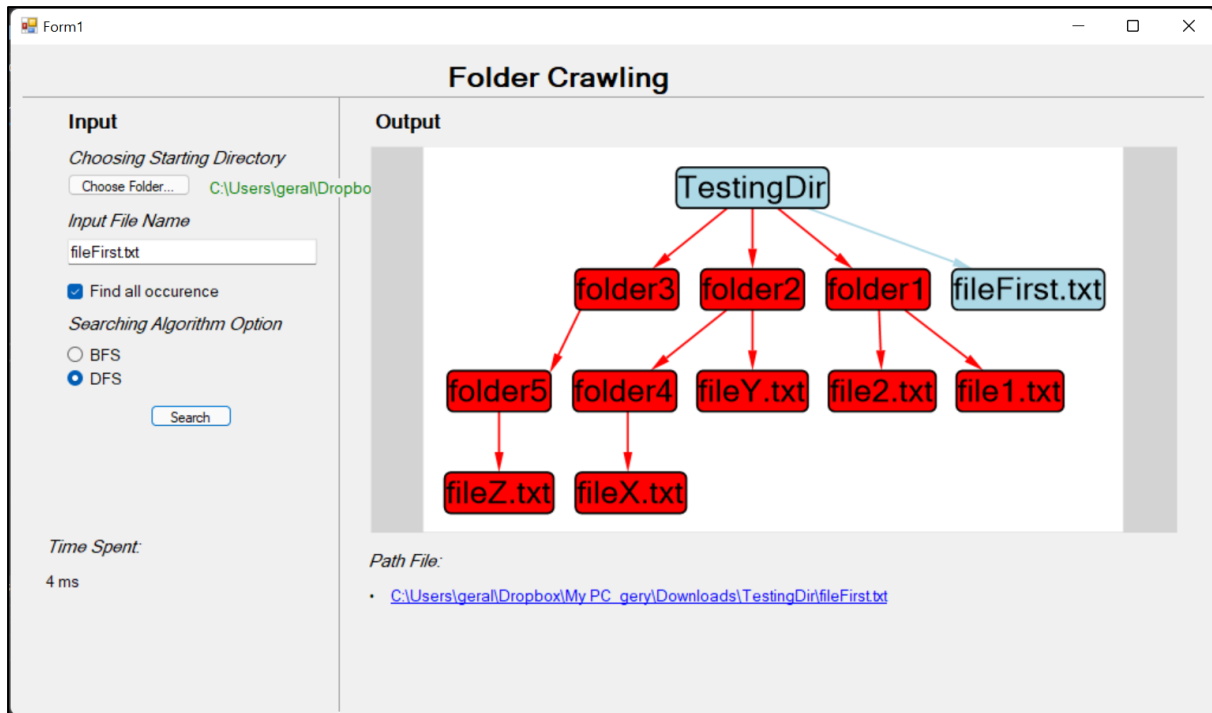 Form1
Folder Crawling
Input
Choosing Starting Directory
Choose Folder...
C:\Users\geral\Dropbo
Input File Name
fileFirst.txt
Find all occurence
Searching Algorithm Option
BFS
DFS
Search
Time Spent:
4 ms
Output
TestingDir
folder3 folder2 folder1 fileFirst.txt
folder5 folder4 fileY.txt file2.txt file1.txt
fileZ.txt fileX.txt
Path File:
• C:\Users\geral\Dropbox\My PC_gery\Downloads\TestingDir\fileFirst.txt